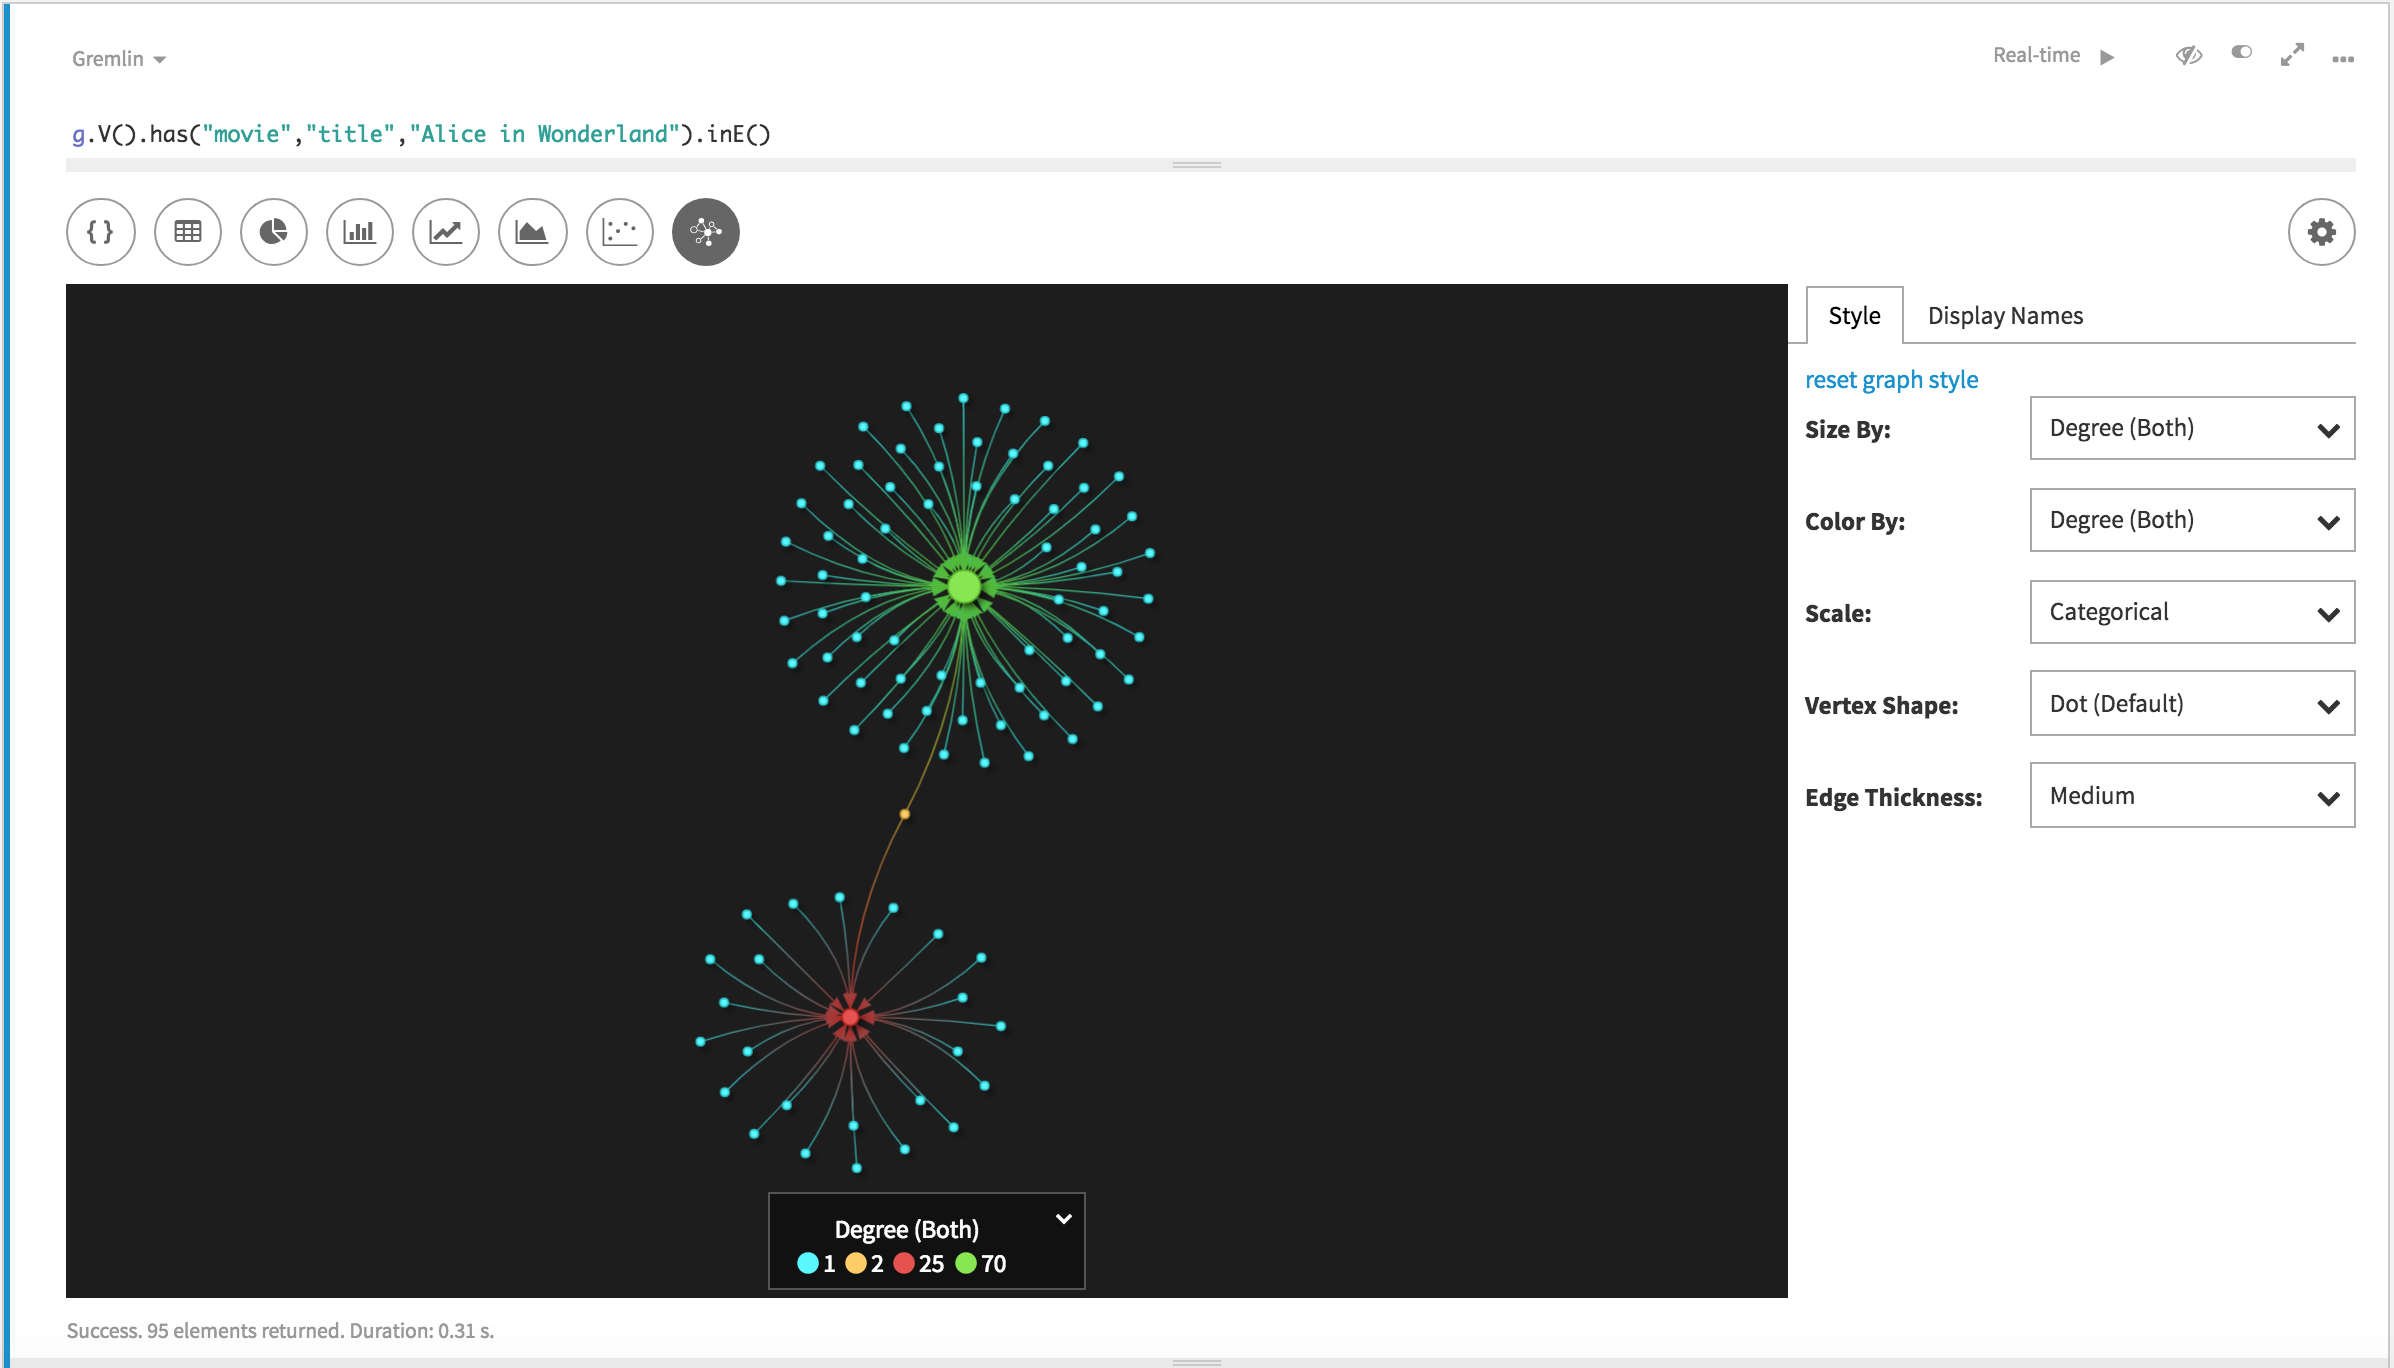 Gremlin
Real-time
g.V().has("movie","title","Alice in Wonderland").inE()
{ }
Style
Display Names
reset graph style
Size By:
Degree (Both)
Color By:
Degree (Both)
Scale:
Categorical
Vertex Shape:
Dot (Default)
Edge Thickness:
Medium
Degree (Both)
1 2 25 70
Success. 95 elements returned. Duration: 0.31 s.